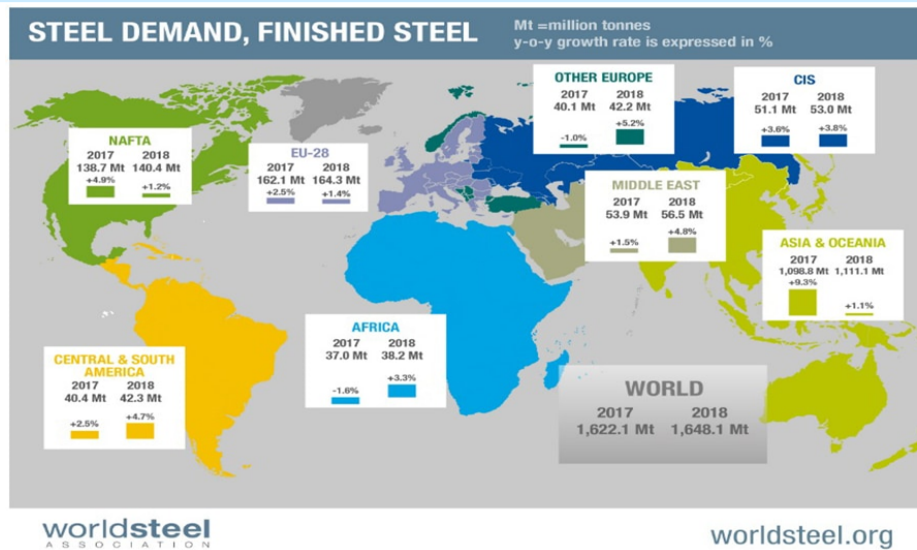 STEEL DEMAND, FINISHED STEEL
Mt =million tonnes
y-o-y growth rate is expressed in %
OTHER EUROPE
2017 2018
40.1 Mt 42.2 Mt
-1.0% +5.2%
CIS
2017 2018
51.1 Mt 53.0 Mt
+3.6% +3.8%
NAFTA
2017 2018
138.7 Mt 140.4 Mt
+4.9% +1.2%
EU-28
2017 2018
162.1 Mt 164.3 Mt
+2.5% +1.4%
MIDDLE EAST
2017 2018
53.9 Mt 56.5 Mt
+1.5% +4.8%
ASIA & OCEANIA
2017 2018
1,098.8 Mt 1,111.1 Mt
+9.3% +1.1%
AFRICA
2017 2018
37.0 Mt 38.2 Mt
-1.6% +3.3%
CENTRAL & SOUTH
AMERICA
2017 2018
40.4 Mt 42.3 Mt
+2.5% +4.7%
WORLD
2017 2018
1,622.1 Mt 1,648.1 Mt
worldsteel
ASSOCIATION
worldsteel.org